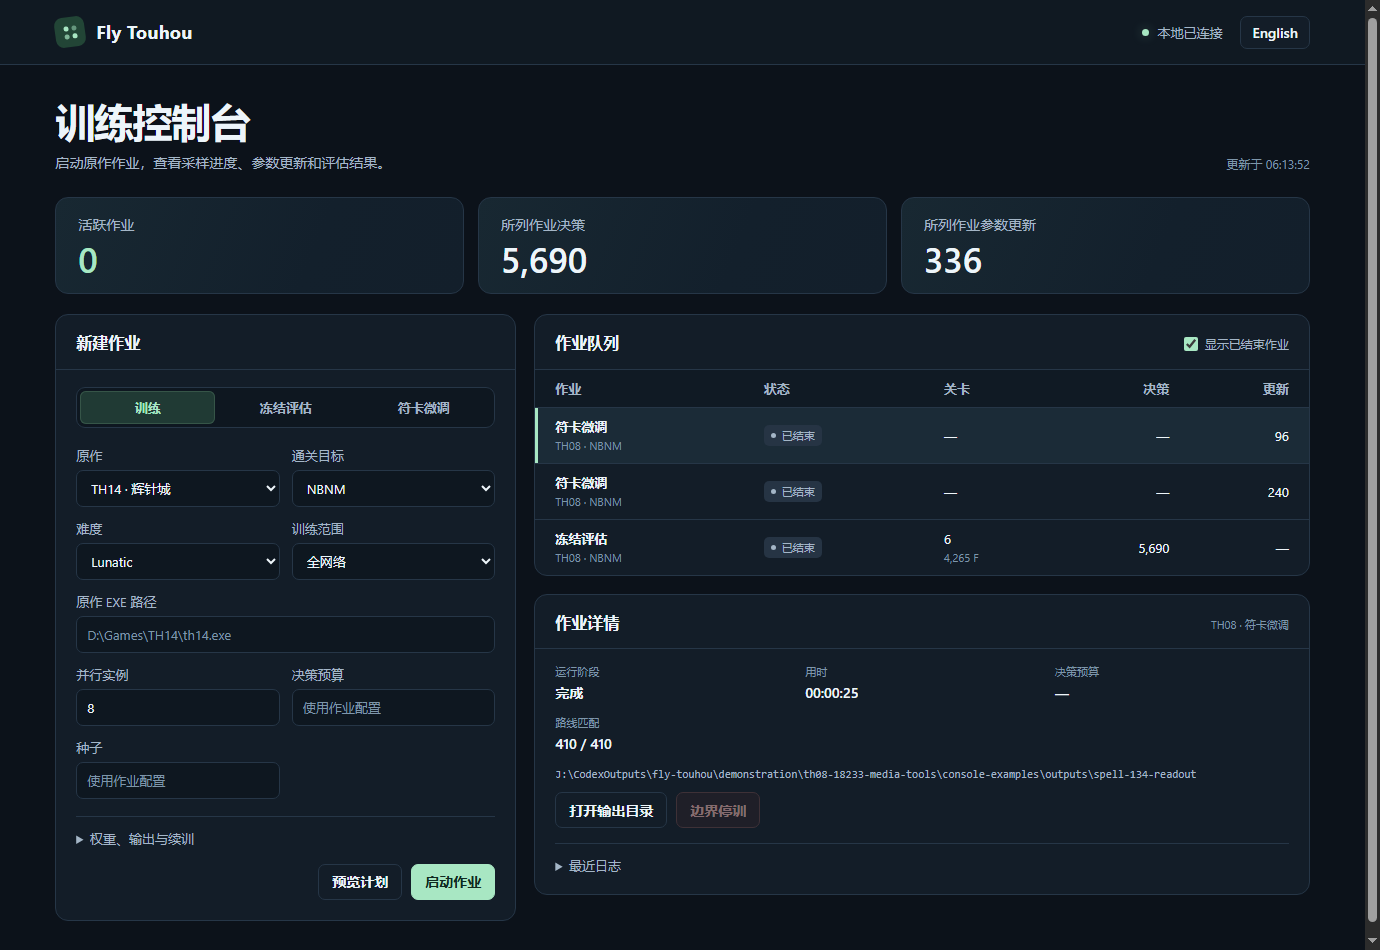 Fly Touhou
本地已连接
English
训练控制台
启动原作作业，查看采样进度、参数更新和评估结果。
更新于 06:13:52
活跃作业
0
所列作业决策
5,690
所列作业参数更新
336
新建作业
训练 冻结评估 符卡微调
原作 通关目标
TH14 · 辉针城 NBNM
难度 训练范围
Lunatic 全网络
原作 EXE 路径
D:\Games\TH14\th14.exe
并行实例 决策预算
8 使用作业配置
种子
使用作业配置
权重、输出与续训
预览计划 启动作业
作业队列
显示已结束作业
作业 状态 关卡 决策 更新
符卡微调
TH08 · NBNM
已结束 — — 96
符卡微调
TH08 · NBNM
已结束 — — 240
冻结评估
TH08 · NBNM
已结束 6 5,690 —
4,265 F
作业详情
TH08 · 符卡微调
运行阶段 用时 决策预算
完成 00:00:25 —
路线匹配
410 / 410
J:\CodexOutputs\fly-touhou\demonstration\th08-18233-media-tools\console-examples\outputs\spell-134-readout
打开输出目录 边界停训
最近日志